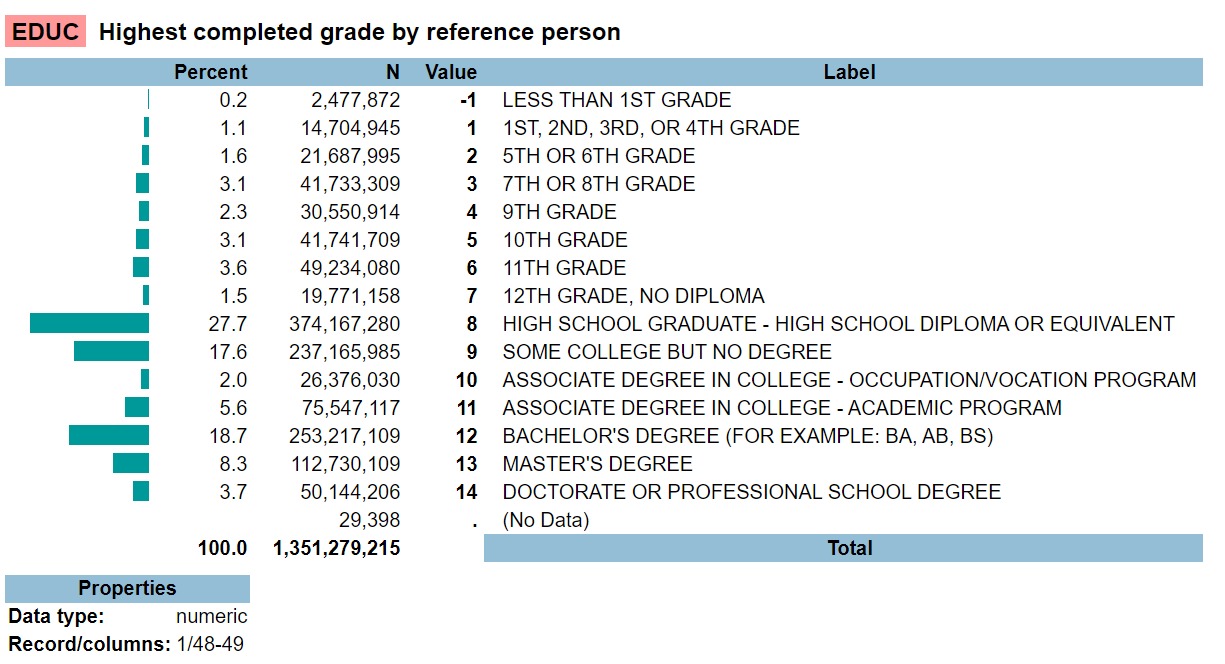 EDUC Highest completed grade by reference person
Percent N Value Label
0.2 2,477,872 -1 LESS THAN 1ST GRADE
1.1 14,704,945 1 1ST, 2ND, 3RD, OR 4TH GRADE
1.6 21,687,995 2 5TH OR 6TH GRADE
3.1 41,733,309 3 7TH OR 8TH GRADE
2.3 30,550,914 4 9TH GRADE
3.1 41,741,709 5 10TH GRADE
3.6 49,234,080 6 11TH GRADE
1.5 19,771,158 7 12TH GRADE, NO DIPLOMA
27.7 374,167,280 8 HIGH SCHOOL GRADUATE - HIGH SCHOOL DIPLOMA OR EQUIVALENT
17.6 237,165,985 9 SOME COLLEGE BUT NO DEGREE
2.0 26,376,030 10 ASSOCIATE DEGREE IN COLLEGE - OCCUPATION/VOCATION PROGRAM
5.6 75,547,117 11 ASSOCIATE DEGREE IN COLLEGE - ACADEMIC PROGRAM
18.7 253,217,109 12 BACHELOR'S DEGREE (FOR EXAMPLE: BA, AB, BS)
8.3 112,730,109 13 MASTER'S DEGREE
3.7 50,144,206 14 DOCTORATE OR PROFESSIONAL SCHOOL DEGREE
29,398 . (No Data)
100.0 1,351,279,215 Total
Properties
Data type: numeric
Record/columns: 1/48-49